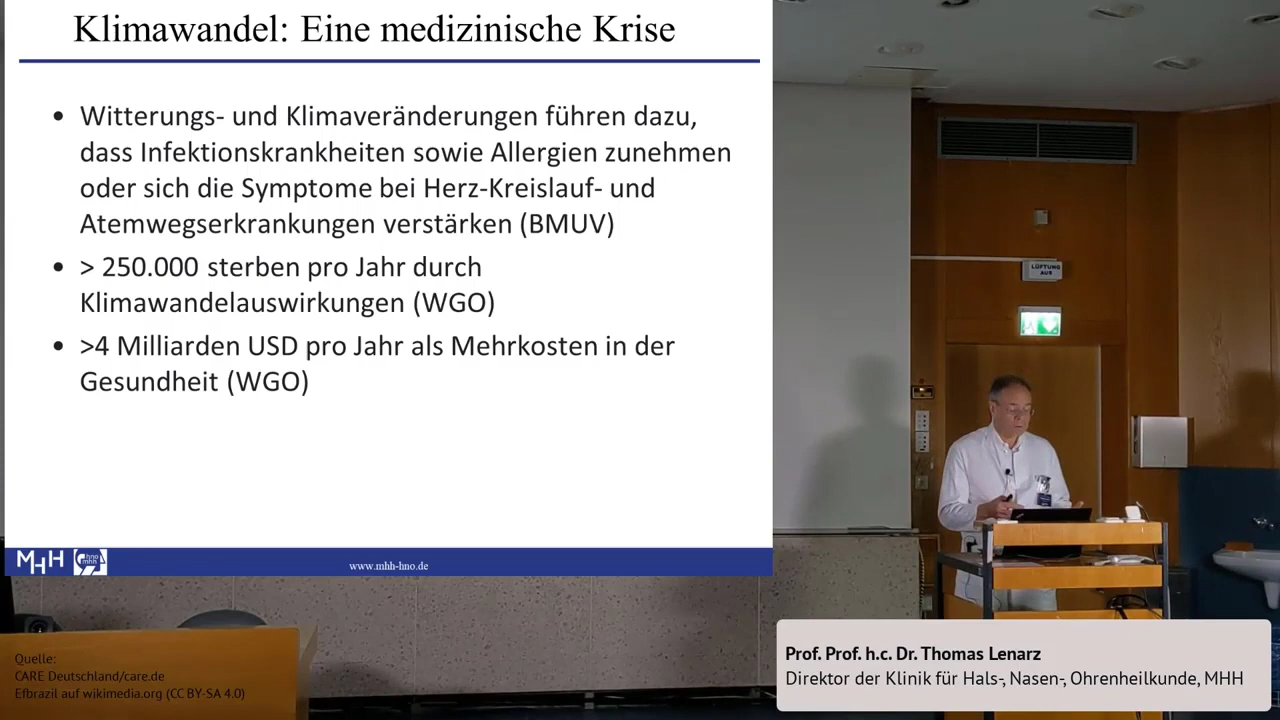 Klimawandel: Eine medizinische Krise
• Witterungs- und Klimaveränderungen führen dazu,
dass Infektionskrankheiten sowie Allergien zunehmen
oder sich die Symptome bei Herz-Kreislauf- und
Atemwegserkrankungen verstärken (BMUV)
• > 250.000 sterben pro Jahr durch
Klimawandelauswirkungen (WGO)
• >4 Milliarden USD pro Jahr als Mehrkosten in der
Gesundheit (WGO)
MHH
hno
mhh
www.mhh-hno.de
LÜFTUNG
AUS
Quelle:
CARE Deutschland/care.de
Efbrazil auf wikimedia.org (CC BY-SA 4.0)
Prof. Prof. h.c. Dr. Thomas Lenarz
Direktor der Klinik für Hals-, Nasen-, Ohrenheilkunde, MHH